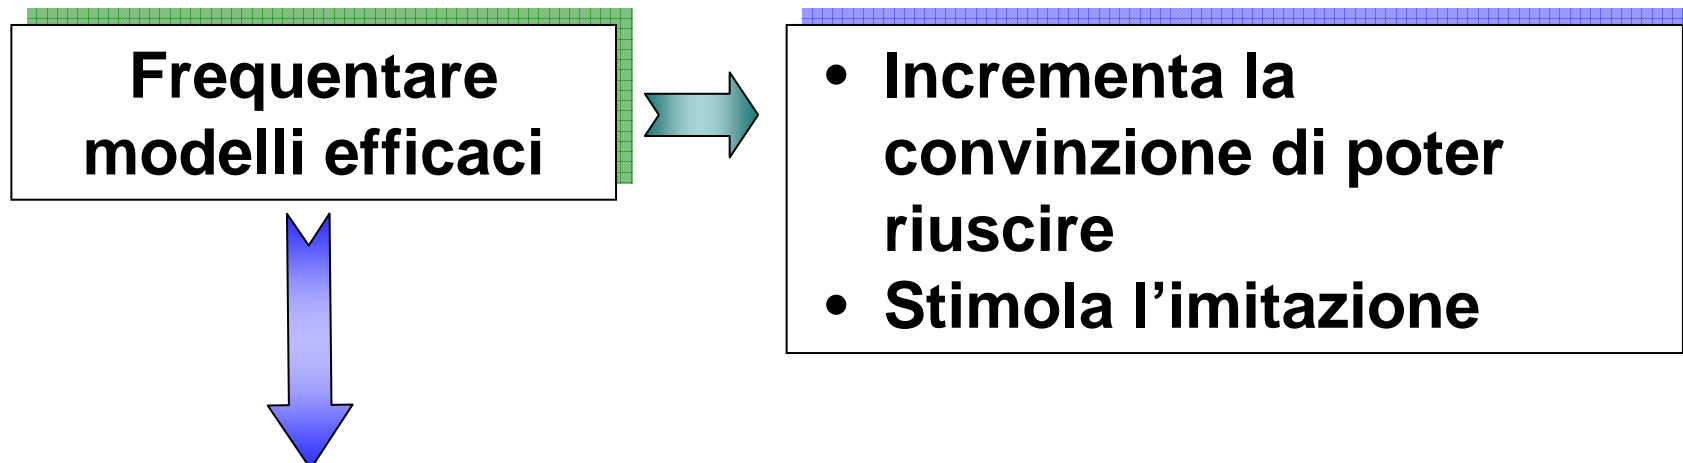 Frequentare
modelli efficaci
• Incrementa la
convinzione di poter
riuscire
• Stimola l’imitazione